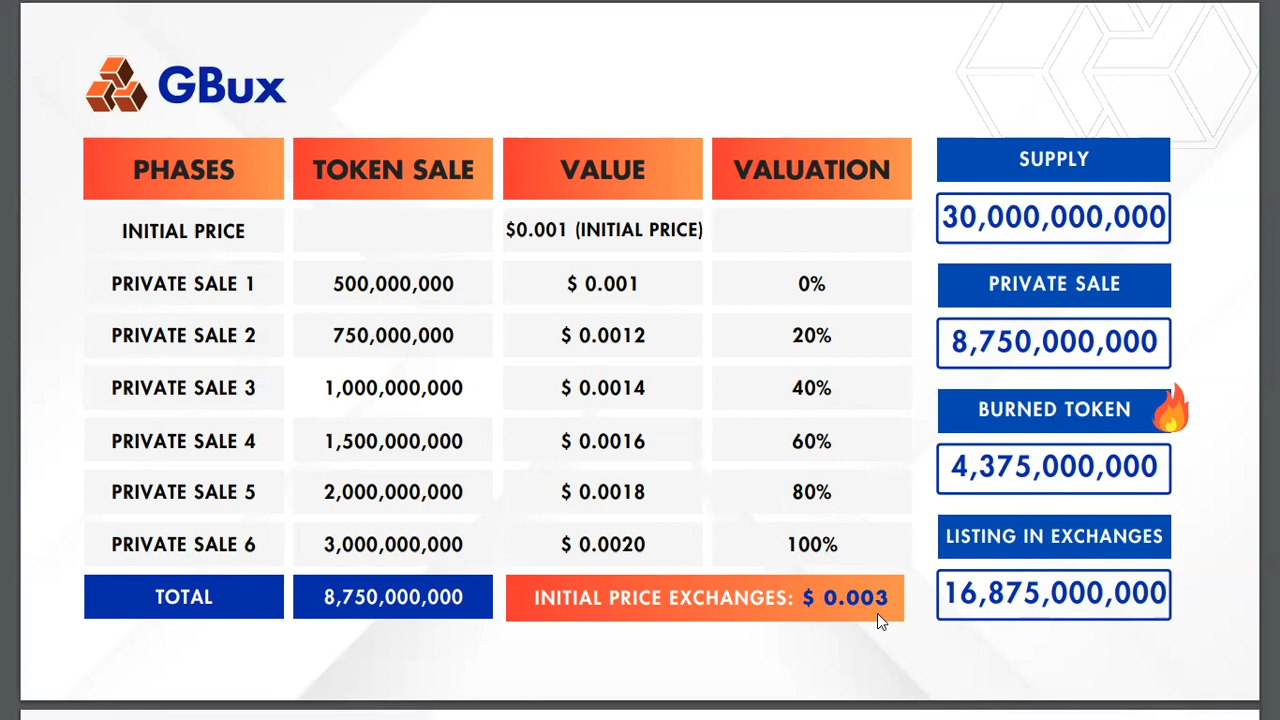 GBux
PHASES TOKEN SALE VALUE VALUATION
INITIAL PRICE $0.001 (INITIAL PRICE)
PRIVATE SALE 1 500,000,000 $ 0.001 0%
PRIVATE SALE 2 750,000,000 $ 0.0012 20%
PRIVATE SALE 3 1,000,000,000 $ 0.0014 40%
PRIVATE SALE 4 1,500,000,000 $ 0.0016 60%
PRIVATE SALE 5 2,000,000,000 $ 0.0018 80%
PRIVATE SALE 6 3,000,000,000 $ 0.0020 100%
TOTAL 8,750,000,000 INITIAL PRICE EXCHANGES: $ 0.003
SUPPLY
30,000,000,000
PRIVATE SALE
8,750,000,000
BURNED TOKEN
4,375,000,000
LISTING IN EXCHANGES
16,875,000,000